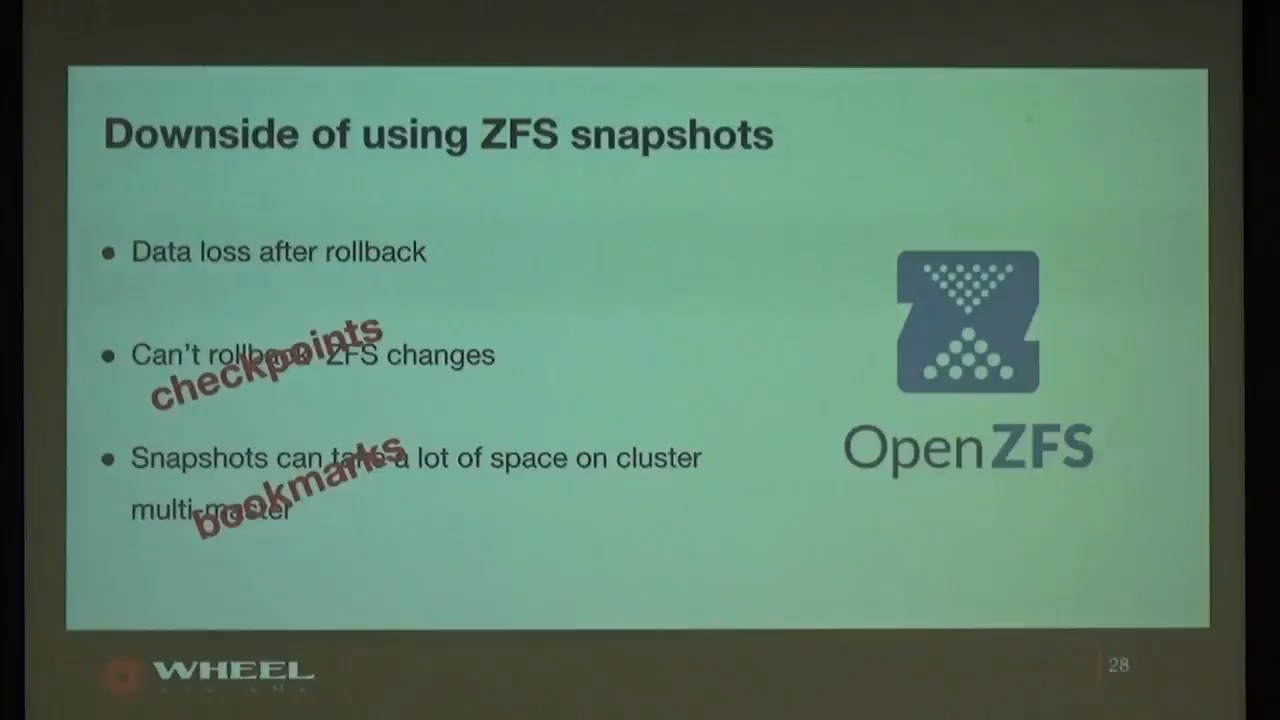 Downside of using ZFS snapshots
Data loss after rollback
Can't rollback ZFS changes
checkpoints
Snapshots can take a lot of space on cluster
multi-master
bookmarks
OpenZFS
WHEEL
28